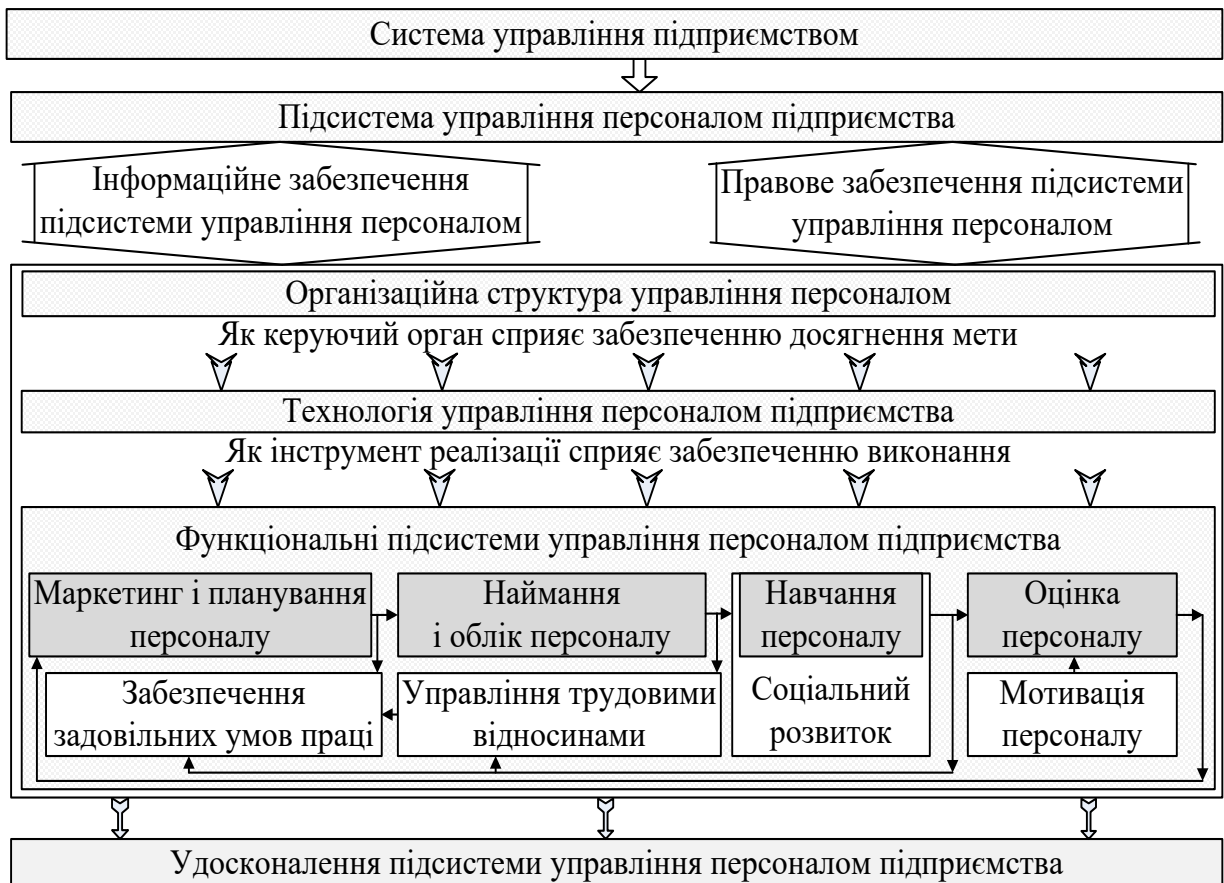 Система управління підприємством
Підсистема управління персоналом підприємства
Інформаційне забезпечення
підсистеми управління персоналом
Правове забезпечення підсистеми
управління персоналом
Організаційна структура управління персоналом
Як керуючий орган сприяє забезпеченню досягнення мети
Технологія управління персоналом підприємства
Як інструмент реалізації сприяє забезпеченню виконання
Функціональні підсистеми управління персоналом підприємства
Маркетинг і планування
персоналу
Наймання
і облік персоналу
Навчання
персоналу
Оцінка
персоналу
Забезпечення
задовільних умов праці
Управління трудовими
відносинами
Соціальний
розвиток
Мотивація
персоналу
Удосконалення підсистеми управління персоналом підприємства